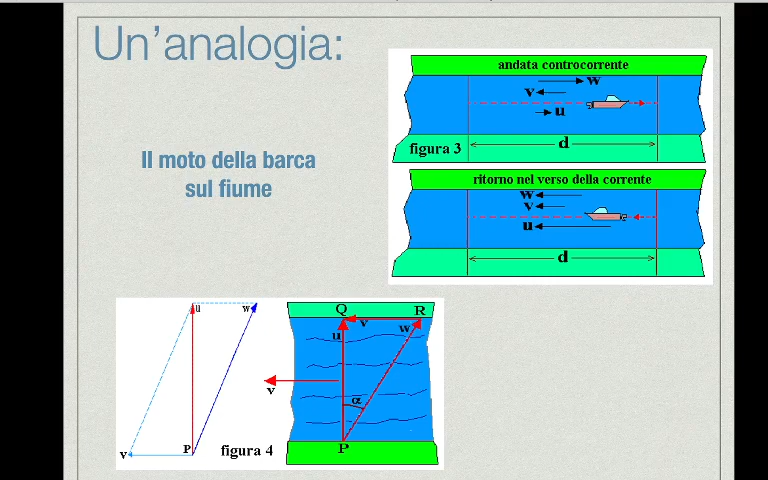 Un'analogia:
Il moto della barca
sul fiume
andata controcorrente
w
v
u
figura 3
d
ritorno nel verso della corrente
w
v
u
d
u
w
v
P
figura 4
Q
R
v
w
u
v
α
P